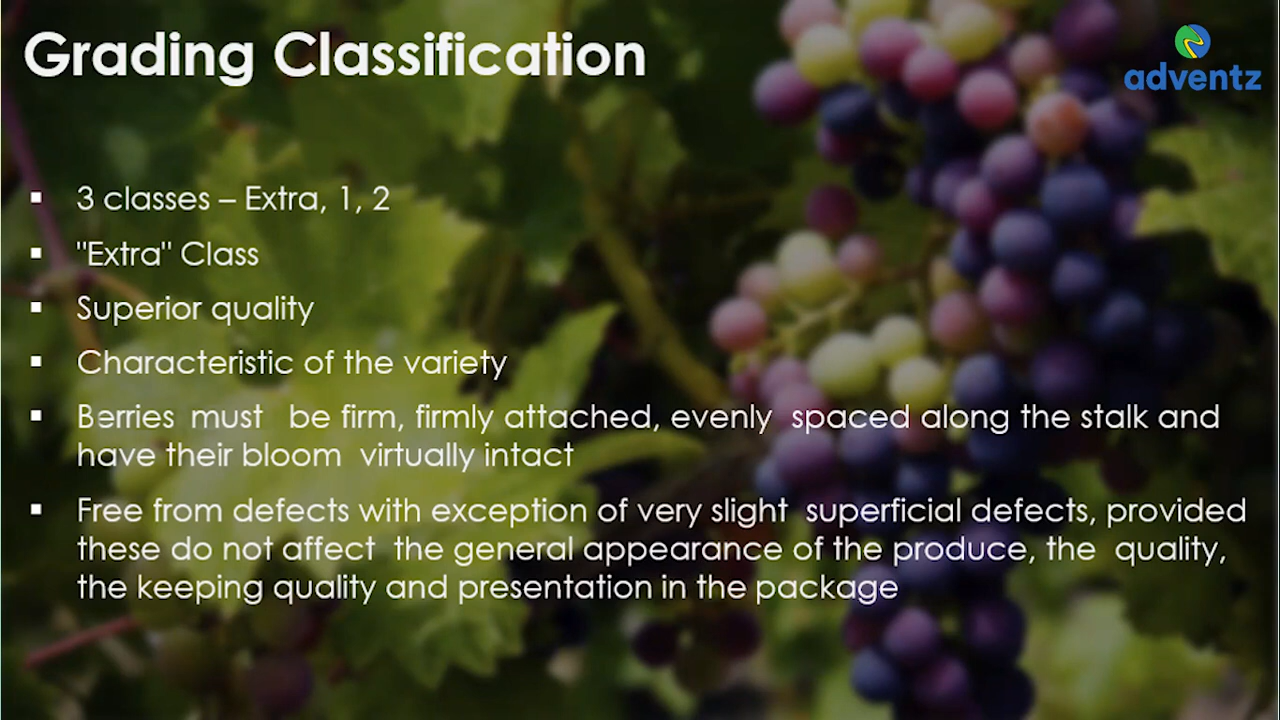 Grading Classification
adventz
▪ 3 classes – Extra, 1, 2
▪ "Extra" Class
▪ Superior quality
▪ Characteristic of the variety
▪ Berries must be firm, firmly attached, evenly spaced along the stalk and
have their bloom virtually intact
▪ Free from defects with exception of very slight superficial defects, provided
these do not affect the general appearance of the produce, the quality,
the keeping quality and presentation in the package